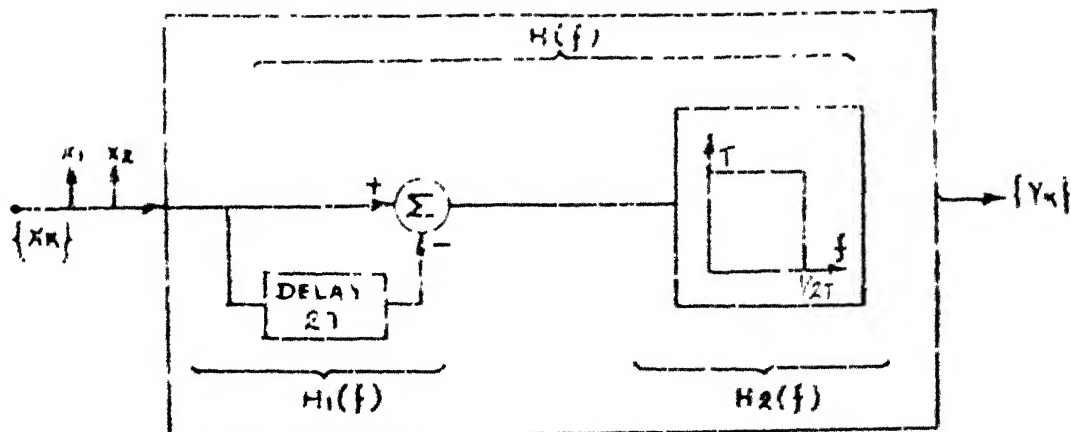 H(f)
x1 x2
{XK}
+
Σ
-
DELAY
2T
T
f
1/2T
{YK}
H1(f)
H2(f)